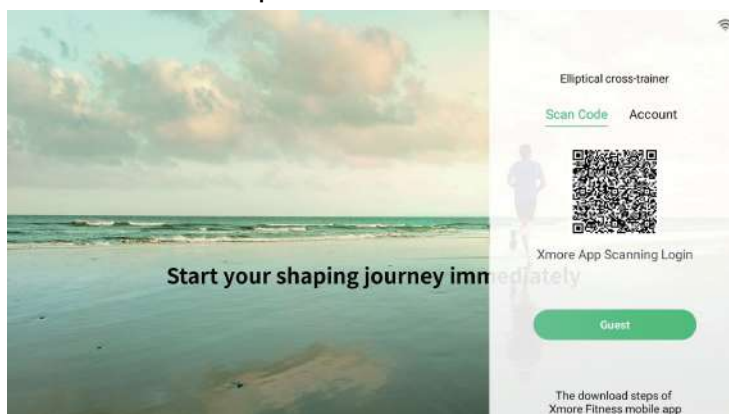 Elliptical cross-trainer
Scan Code Account
Xmore App Scanning Login
Start your shaping journey immediately
Guest
The download steps of
Xmore Fitness mobile app